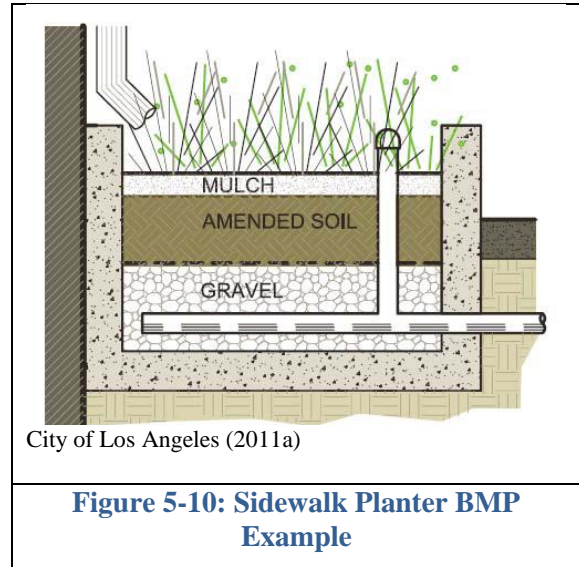 MULCH
AMENDED SOIL
GRAVEL
City of Los Angeles (2011a)
Figure 5-10: Sidewalk Planter BMP
Example